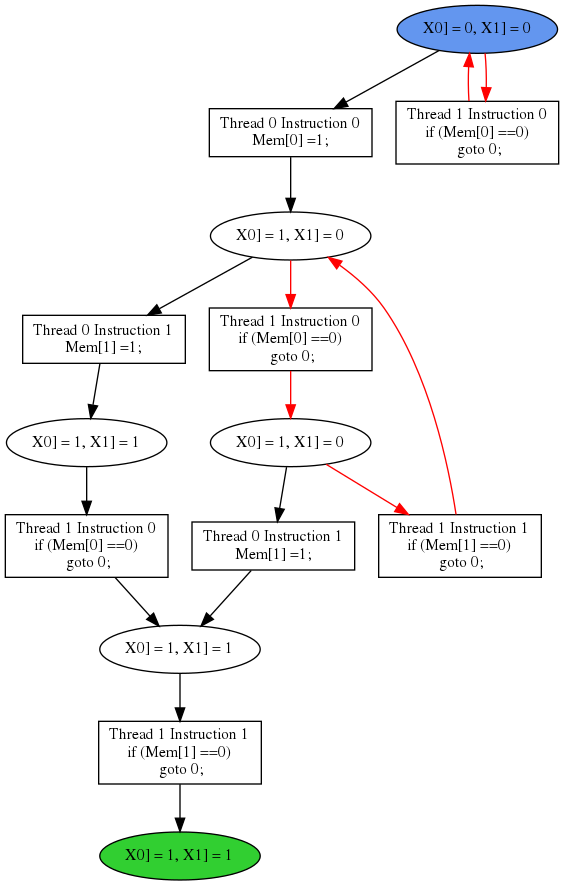 X0] = 0, X1] = 0
Thread 0 Instruction 0
Mem[0] =1;
Thread 1 Instruction 0
if (Mem[0] ==0)
goto 0;
X0] = 1, X1] = 0
Thread 0 Instruction 1
Mem[1] =1;
Thread 1 Instruction 0
if (Mem[0] ==0)
goto 0;
X0] = 1, X1] = 1
X0] = 1, X1] = 0
Thread 1 Instruction 0
if (Mem[0] ==0)
goto 0;
Thread 0 Instruction 1
Mem[1] =1;
Thread 1 Instruction 1
if (Mem[1] ==0)
goto 0;
X0] = 1, X1] = 1
Thread 1 Instruction 1
if (Mem[1] ==0)
goto 0;
X0] = 1, X1] = 1